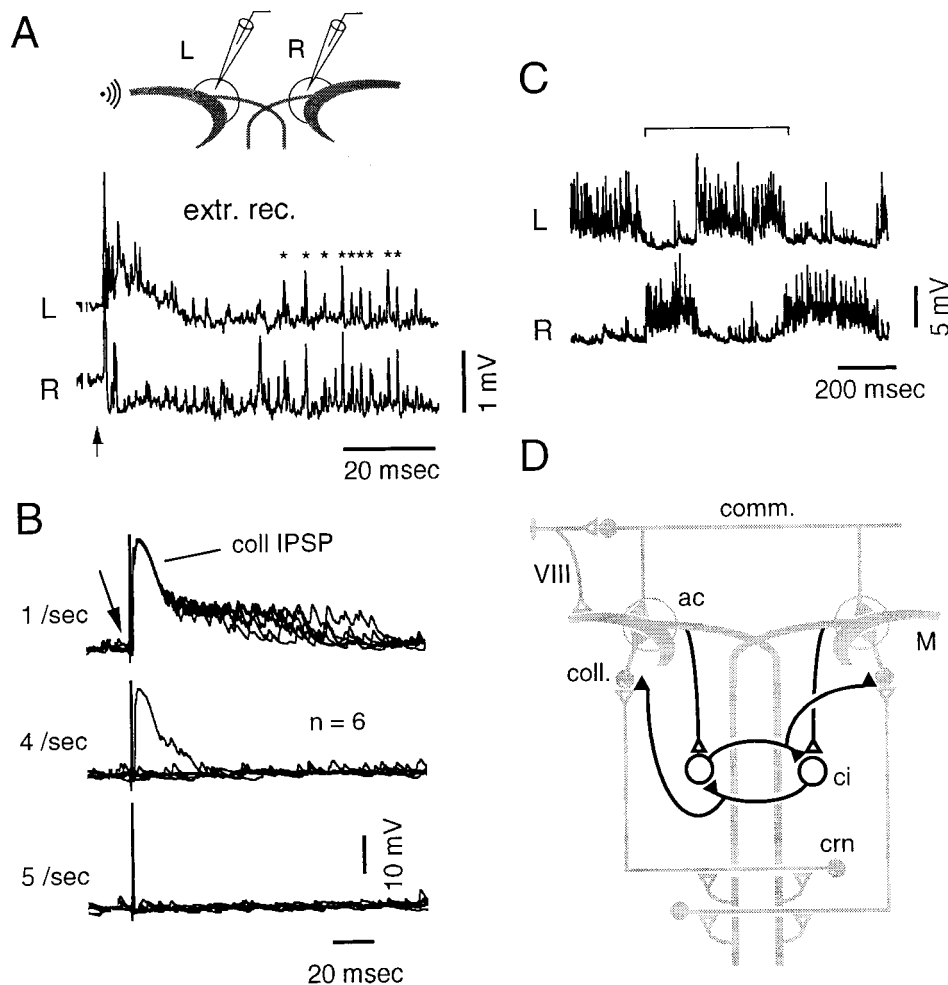 A
L R
extr. rec.
* * * * * * * * *
L
R
1 mV
20 msec
B
coll IPSP
1 /sec
4 /sec
n = 6
5 /sec
10 mV
20 msec
C
L
R
5 mV
200 msec
D
comm.
VIII
ac
M
coll.
ci
crn